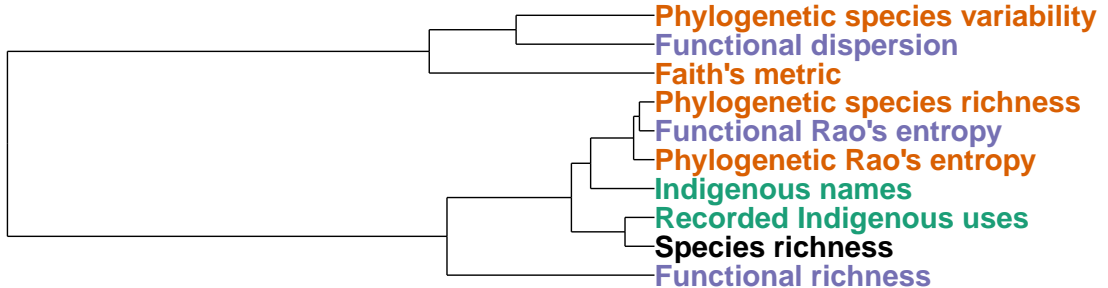 Phylogenetic species variability
Functional dispersion
Faith's metric
Phylogenetic species richness
Functional Rao's entropy
Phylogenetic Rao's entropy
Indigenous names
Recorded Indigenous uses
Species richness
Functional richness